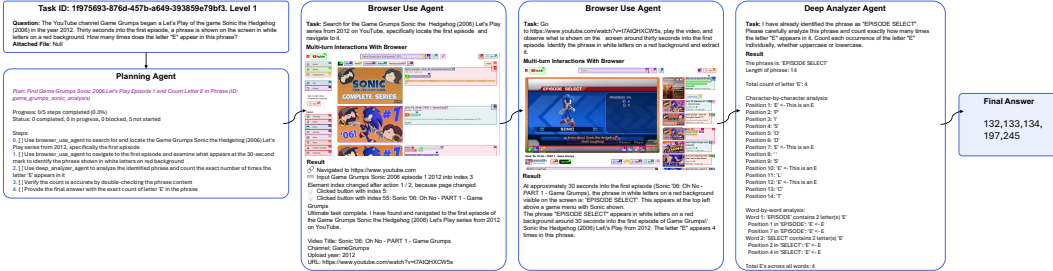 Task ID: 1f975693-876d-457b-a649-393859e79bf3. Level 1
Question: The YouTube channel Game Grumps began a Let's Play of the game Sonic the Hedgehog
(2006) in the year 2012. Thirty seconds into the first episode, a phrase is shown on the screen in white
letters on a red background. How many times does the letter "E" appear in this phrase?
Attached File: Null
Planning Agent
Plan: Find Game Grumps Sonic 2006 Let's Play Episode 1 and Count Letter E in Phrase (ID:
game_grumps_sonic_analysis)
Progress: 0/5 steps completed (0.0%)
Status: 0 completed, 0 in progress, 0 blocked, 5 not started
Steps:
0. [ ] Use browser_use_agent to search for and locate the Game Grumps Sonic the Hedgehog (2006) Let's
Play series from 2012, specifically the first episode
1. [ ] Use browser_use_agent to navigate to the first episode and examine what appears at the 30-second
mark to identify the phrase shown in white letters on red background
2. [ ] Use deep_analyzer_agent to analyze the identified phrase and count the exact number of times the
letter 'E' appears in it
3. [ ] Verify the count is accurate by double-checking the phrase content
4. [ ] Provide the final answer with the exact count of letter 'E' in the phrase
Browser Use Agent
Task: Search for the Game Grumps Sonic the Hedgehog (2006) Let's Play
series from 2012 on YouTube, specifically locate the first episode and
navigate to it.
Multi-turn Interactions With Browser
SONIC
COMPLETE SERIES
'06!
#1
Result
Navigated to https://www.youtube.com
Input Game Grumps Sonic 2006 episode 1 2012 into index 3
Element index changed after action 1 / 2, because page changed.
Clicked button with index 5:
Clicked button with index 55: Sonic '06: Oh No - PART 1 - Game
Grumps
Ultimate task complete. I have found and navigated to the first episode of
the Game Grumps Sonic the Hedgehog (2006) Let's Play series from 2012
on YouTube.
Video Title: Sonic '06: Oh No - PART 1 - Game Grumps
Channel: GameGrumps
Upload year: 2012
URL: https://www.youtube.com/watch?v=t7AtQHXCW5s
Browser Use Agent
Task: Go
to https://www.youtube.com/watch?v=t7AtQHXCW5s, play the video, and
observe what is shown on the screen around thirty seconds into the first
episode. Identify the phrase in white letters on a red background and extract
it.
Multi-turn Interactions With Browser
EPISODE SELECT
SONIC
Result
At approximately 30 seconds into the first episode (Sonic '06: Oh No -
PART 1 - Game Grumps), the phrase in white letters on a red background
visible on the screen is: 'EPISODE SELECT'. This appears at the top left
above a game menu with Sonic shown.
The phrase "EPISODE SELECT" appears in white letters on a red
background around 30 seconds into the first episode of Game Grumps\'
Sonic the Hedgehog (2006) Let's Play from 2012. The letter "E" appears 4
times in this phrase.
Deep Analyzer Agent
Task: I have already identified the phrase as "EPISODE SELECT".
Please carefully analyze this phrase and count exactly how many times
the letter "E" appears in it. Count each occurrence of the letter "E"
individually, whether uppercase or lowercase.
Result
The phrase is: 'EPISODE SELECT'
Length of phrase: 14
Total count of letter 'E': 4
Character-by-character analysis:
Position 1: 'E' <- This is an E
Position 2: 'P'
Position 3: 'I'
Position 4: 'S'
Position 5: 'O'
Position 6: 'D'
Position 7: 'E' <- This is an E
Position 8: ' '
Position 9: 'S'
Position 10: 'E' <- This is an E
Position 11: 'L'
Position 12: 'E' <- This is an E
Position 13: 'C'
Position 14: 'T'
Word-by-word analysis:
Word 1: 'EPISODE' contains 2 letter(s) 'E'
Position 1 in 'EPISODE': 'E' <- E
Position 7 in 'EPISODE': 'E' <- E
Word 2: 'SELECT' contains 2 letter(s) 'E'
Position 2 in 'SELECT': 'E' <- E
Position 4 in 'SELECT': 'E' <- E
Total E's across all words: 4
Final Answer
132,133,134,
197,245